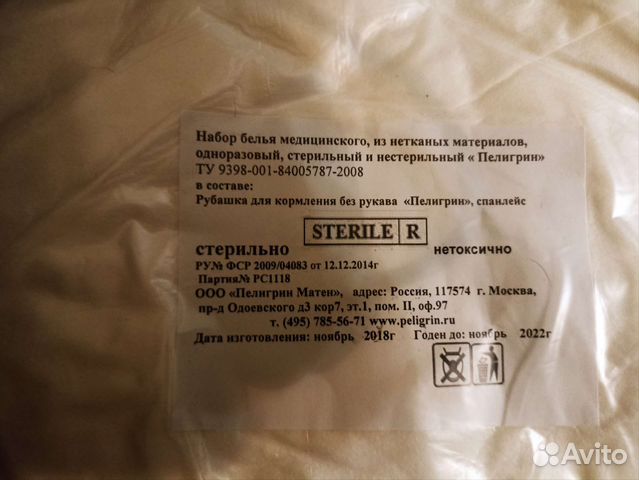 Набор белья медицинского, из нетканых материалов,
одноразовый, стерильный и нестерильный « Пелигрин»
ТУ 9398-001-84005787-2008
в составе:
Рубашка для кормления без рукава «Пелигрин», спанлейс
STERILE R
стерильно нетоксично
РУ№ ФСР 2009/04083 от 12.12.2014г
Партия№ РС1118
ООО «Пелигрин Матен», адрес: Россия, 117574 г. Москва,
пр-д Одоевского д3 кор7, эт.1, пом. II, оф.97
т. (495) 785-56-71 www.peligrin.ru
Дата изготовления: ноябрь 2018г Годен до: ноябрь 2022г
Avito